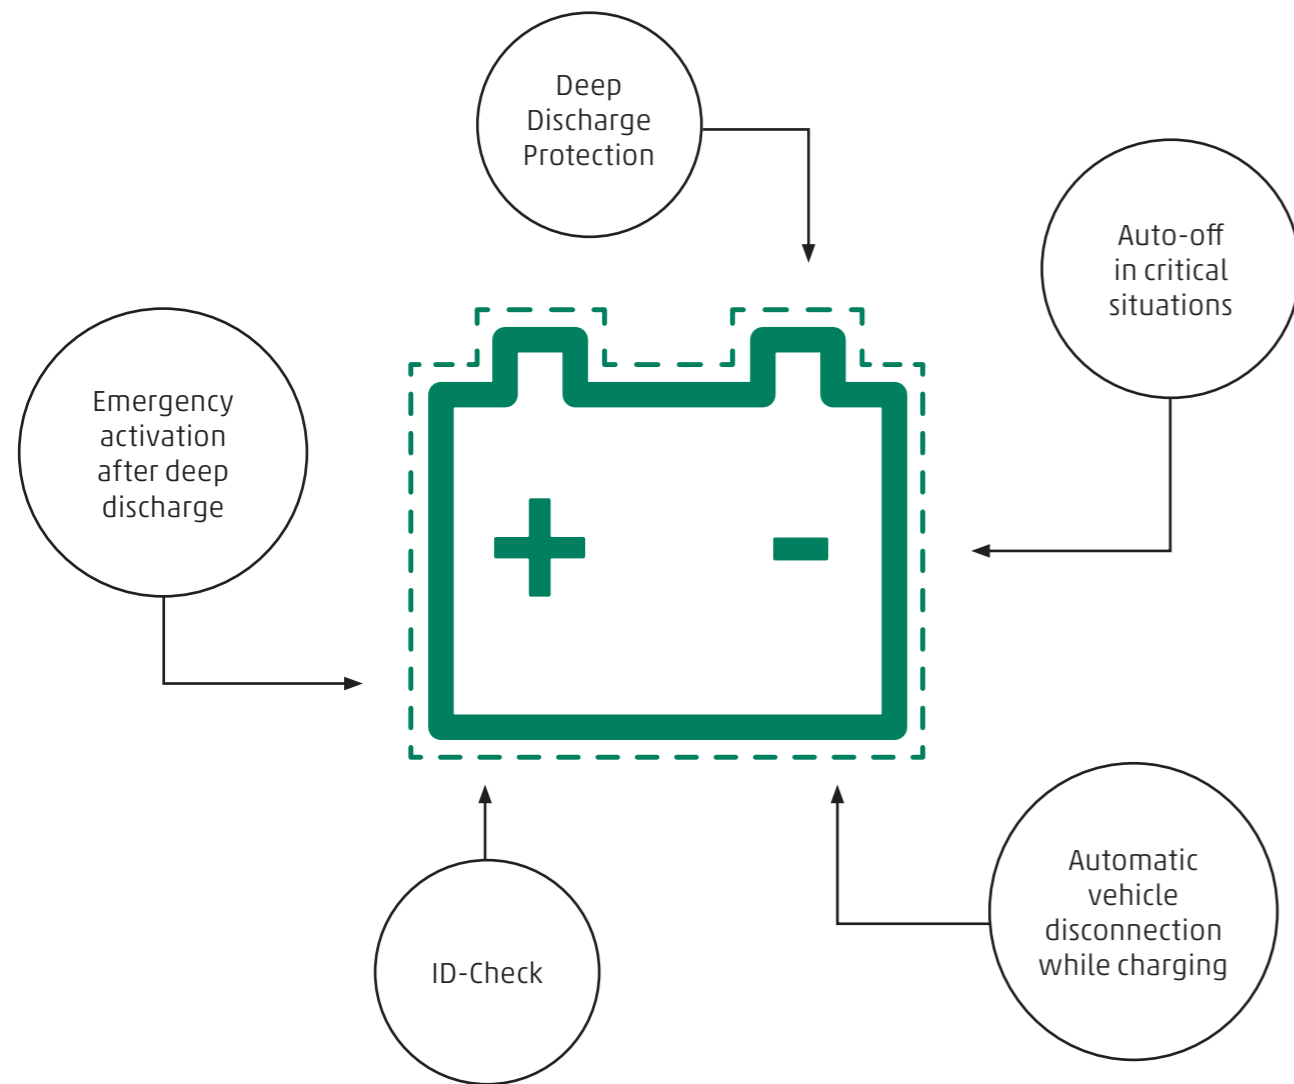 Deep
Discharge
Protection
Auto-off
in critical
situations
Emergency
activation
after deep
discharge
+
-
Automatic
vehicle
disconnection
while charging
ID-Check